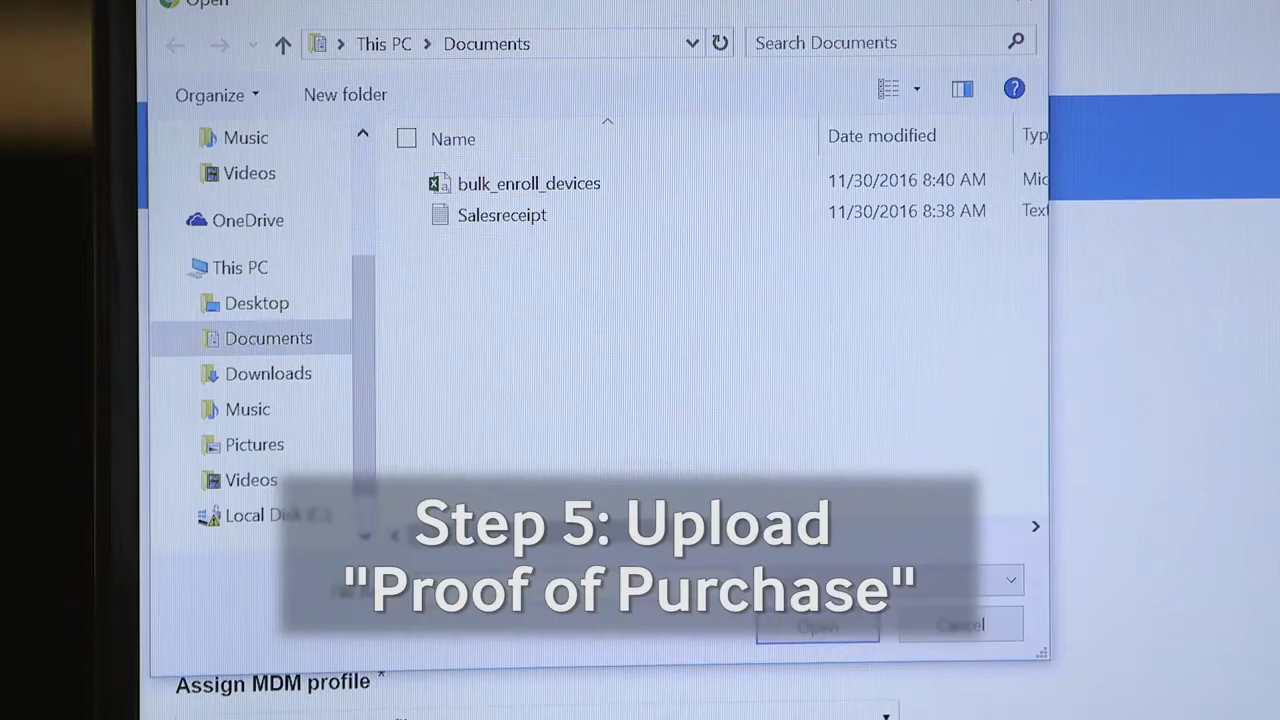 Open
This PC > Documents
Search Documents
Organize
New folder
Name
Date modified
Typ
Music
Videos
OneDrive
This PC
Desktop
Documents
Downloads
Music
Pictures
Videos
Local Disk (C:)
bulk_enroll_devices
11/30/2016 8:40 AM
Mic
Salesreceipt
11/30/2016 8:38 AM
Text
Step 5: Upload
"Proof of Purchase"
Open
Cancel
Assign MDM profile *